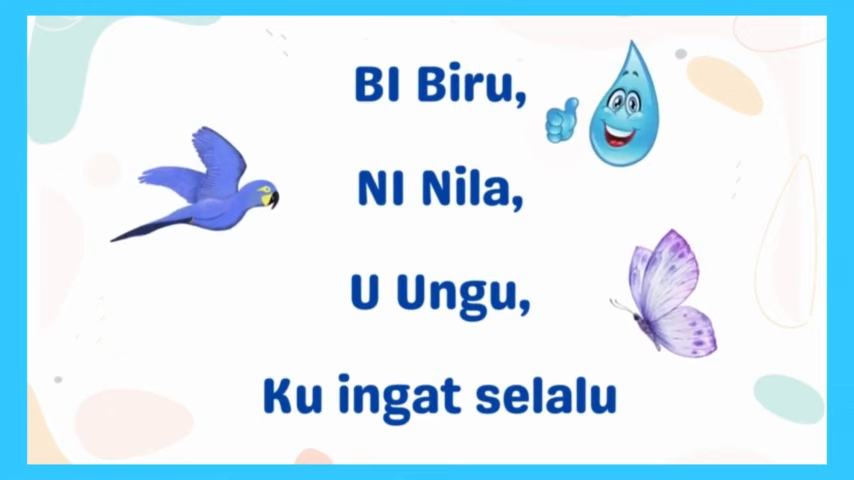 BI Biru,
NI Nila,
U Ungu,
Ku ingat selalu